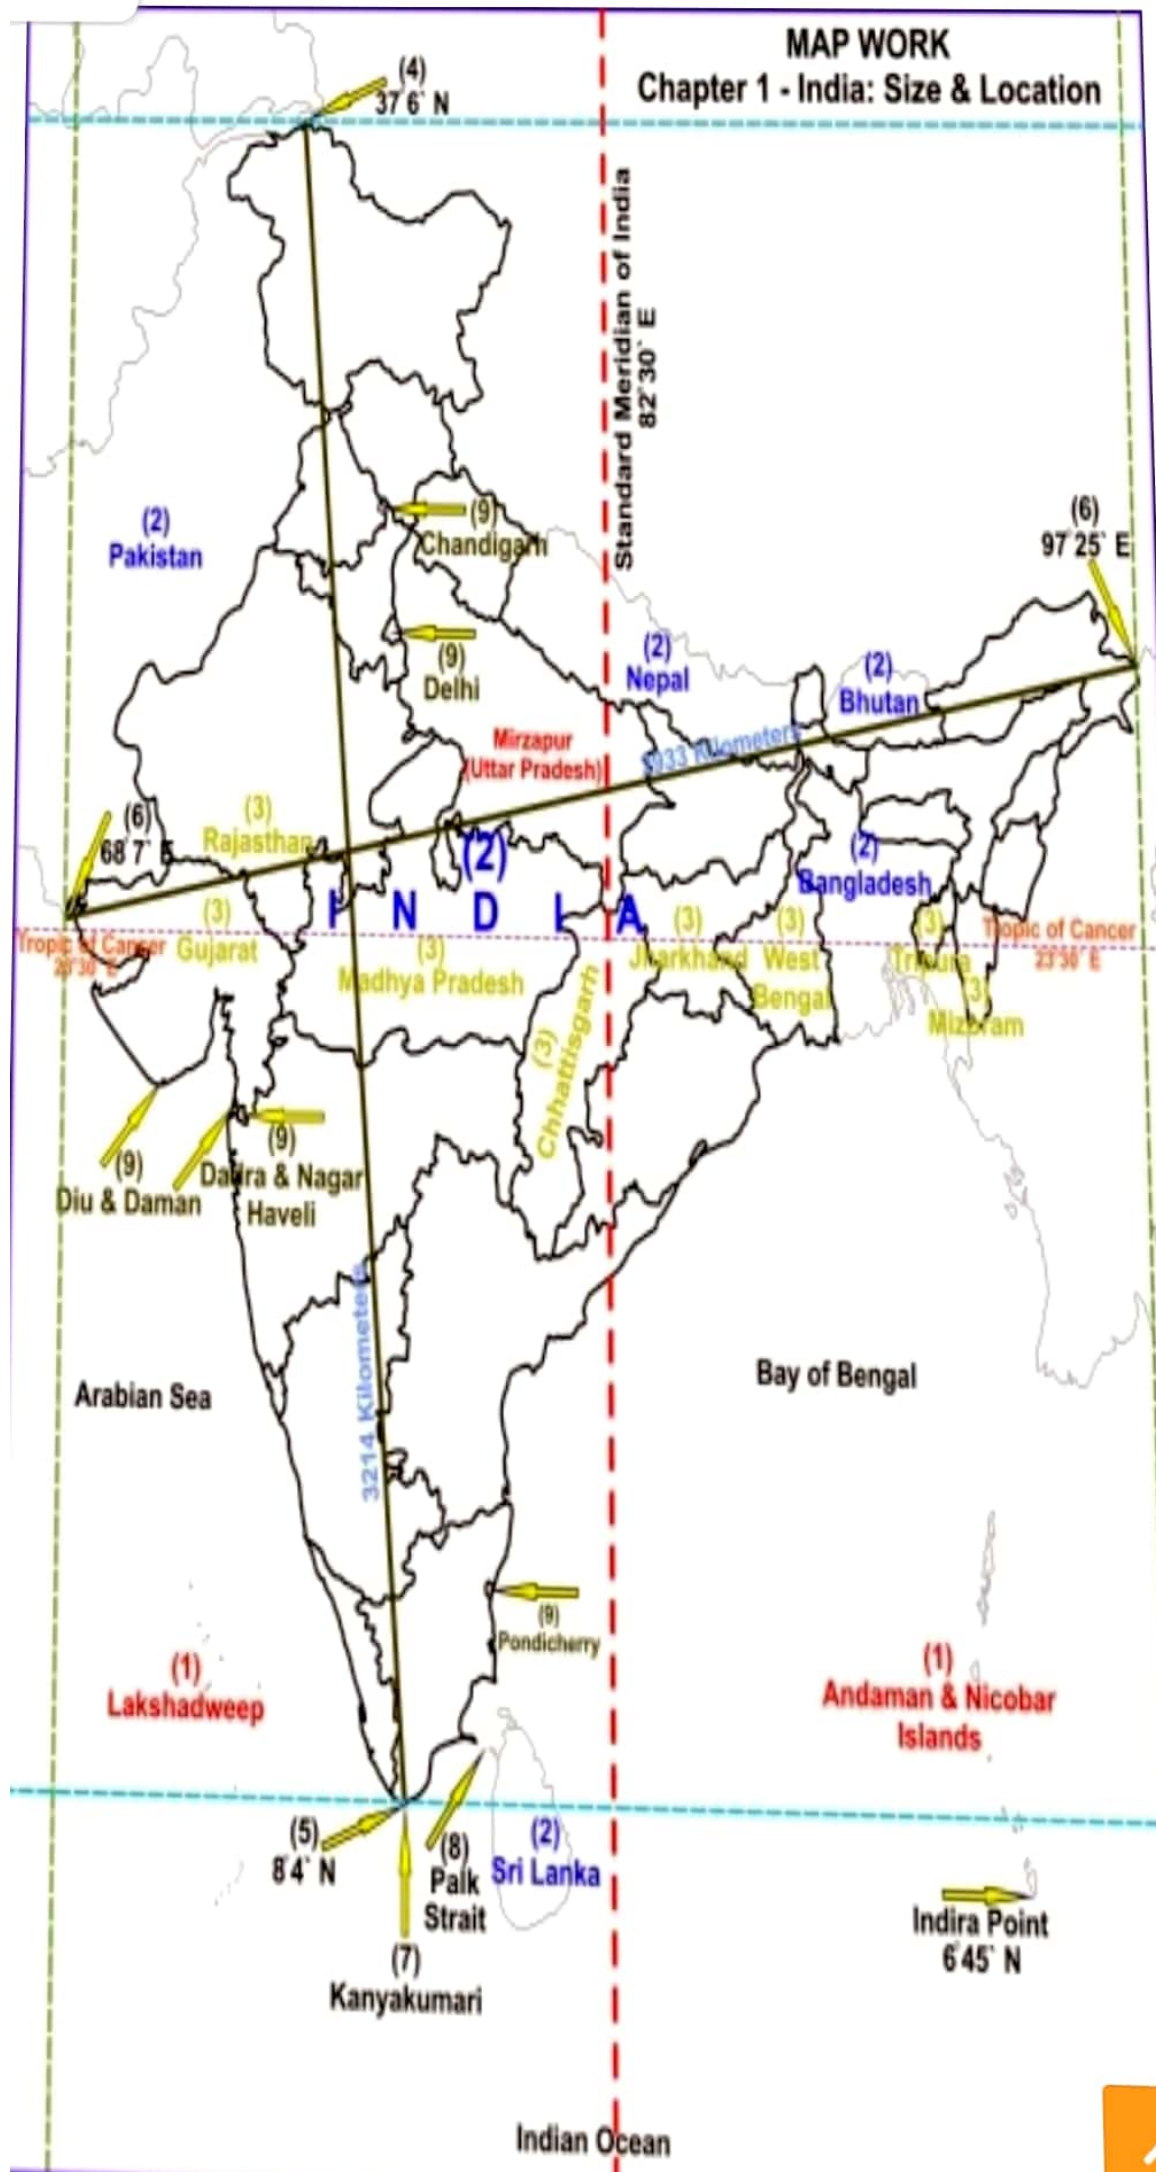 MAP WORK
Chapter 1 - India: Size & Location
(4)
37°6' N
Standard Meridian of India
82°30' E
(2)
Pakistan
(9)
Chandigarh
(6)
97°25' E
(9)
Delhi
(2)
Nepal
(2)
Bhutan
Mirzapur
(Uttar Pradesh)
2933 Kilometers
(6)
68°7' E
(3)
Rajasthan
(2)
I N D I A
(2)
Bangladesh
(3)
Gujarat
(3)
Madhya Pradesh
(3)
Chhattisgarh
(3)
Jharkhand
(3)
West
Bengal
(3)
Tripura
(3)
Mizoram
Tropic of Cancer
23°30' E
Tropic of Cancer
23°30' E
(9)
Diu & Daman
(9)
Dadra & Nagar
Haveli
3214 Kilometers
Arabian Sea
Bay of Bengal
(9)
Pondicherry
(1)
Lakshadweep
(1)
Andaman & Nicobar
Islands
(5)
8°4' N
(8)
Palk
Strait
(2)
Sri Lanka
Indira Point
6°45' N
(7)
Kanyakumari
Indian Ocean